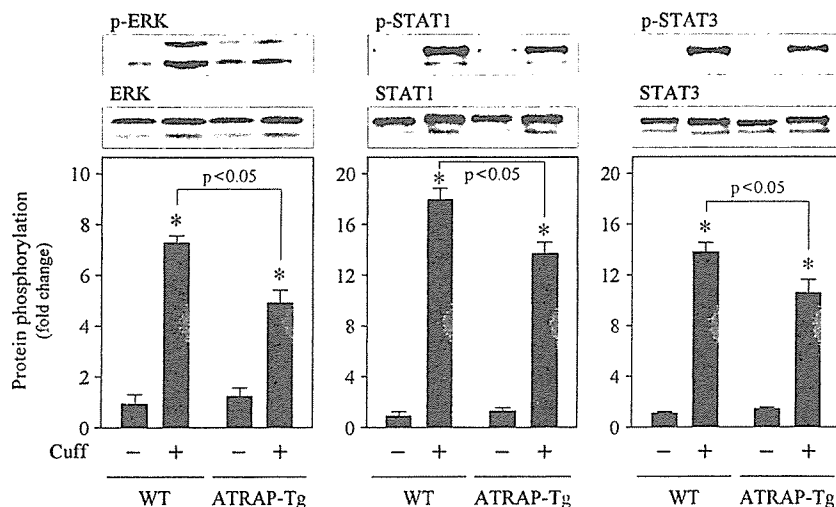 p-ERK
p-STAT1
p-STAT3
ERK
STAT1
STAT3
Protein phosphorylation
(fold change)
10
8
6
4
2
0
p<0.05
*
*
20
16
12
8
4
0
p<0.05
*
*
20
16
12
8
4
0
p<0.05
*
*
Cuff − + − + − + − + − + − +
WT ATRAP-Tg WT ATRAP-Tg WT ATRAP-Tg